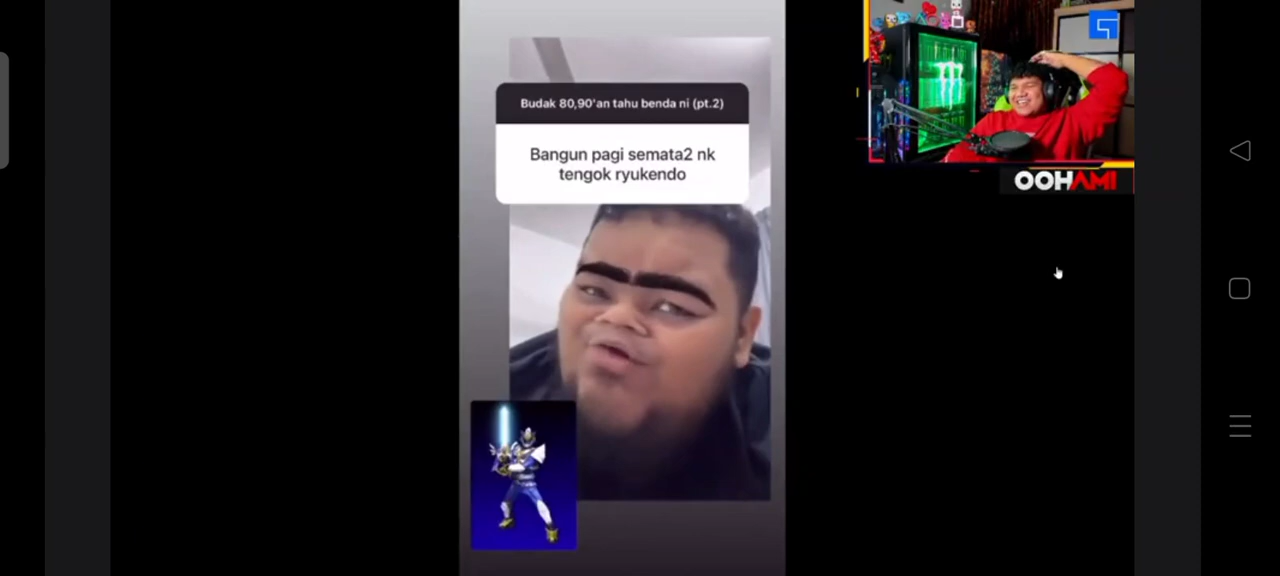 Budak 80,90'an tahu benda ni (pt.2)
Bangun pagi semata2 nk
tengok ryukendo
OOHAMI